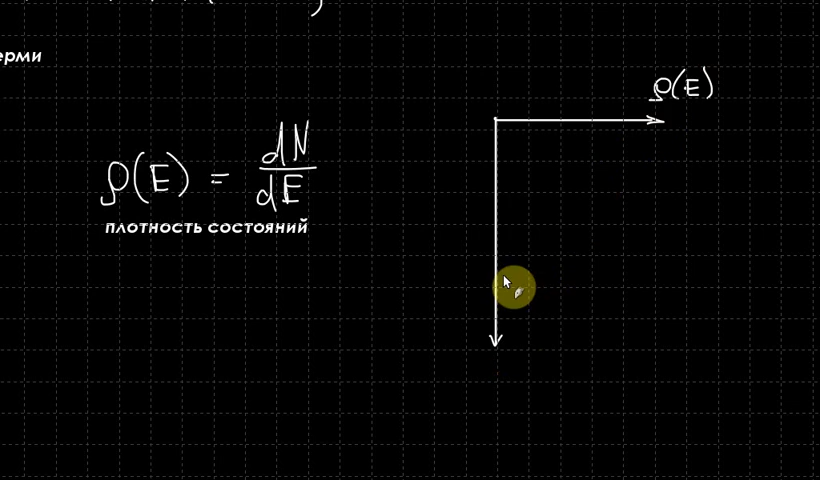 ерми
ρ(E) = dN/dE
плотность состояний
ρ(E)